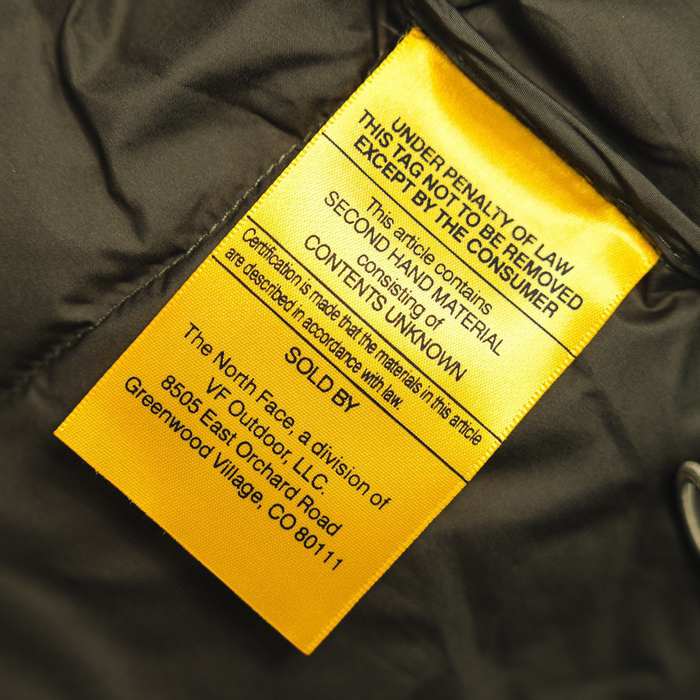 UNDER PENALTY OF LAW
THIS TAG NOT TO BE REMOVED
EXCEPT BY THE CONSUMER
This article contains
SECOND HAND MATERIAL
consisting of
CONTENTS UNKNOWN
Certification is made that the materials in this article
are described in accordance with law.
SOLD BY
The North Face, a division of
VF Outdoor, LLC.
8505 East Orchard Road
Greenwood Village, CO 80111